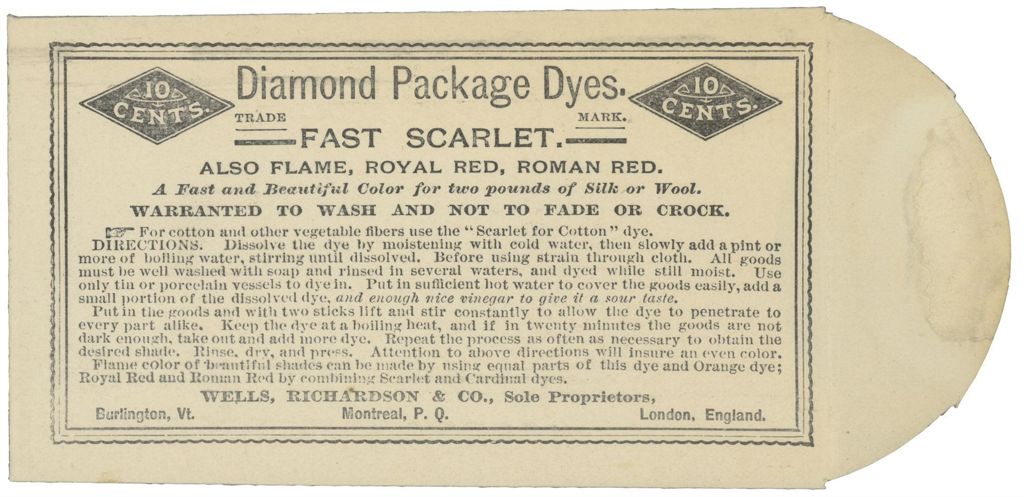 10 CENTS.
Diamond Package Dyes.
10 CENTS.
TRADE MARK.
FAST SCARLET.
ALSO FLAME, ROYAL RED, ROMAN RED.
A Fast and Beautiful Color for two pounds of Silk or Wool.
WARRANTED TO WASH AND NOT TO FADE OR CROCK.
☞ For cotton and other vegetable fibers use the "Scarlet for Cotton" dye.
DIRECTIONS. Dissolve the dye by moistening with cold water, then slowly add a pint or
more of boiling water, stirring until dissolved. Before using strain through cloth. All goods
must be well washed with soap and rinsed in several waters, and dyed while still moist. Use
only tin or porcelain vessels to dye in. Put in sufficient hot water to cover the goods easily, add a
small portion of the dissolved dye, and enough nice vinegar to give it a sour taste.
Put in the goods and with two sticks lift and stir constantly to allow the dye to penetrate to
every part alike. Keep the dye at a boiling heat, and if in twenty minutes the goods are not
dark enough, take out and add more dye. Repeat the process as often as necessary to obtain the
desired shade. Rinse, dry, and press. Attention to above directions will insure an even color.
Flame color of beautiful shades can be made by using equal parts of this dye and Orange dye;
Royal Red and Roman Red by combining Scarlet and Cardinal dyes.
WELLS, RICHARDSON & CO., Sole Proprietors,
Burlington, Vt. Montreal, P. Q. London, England.